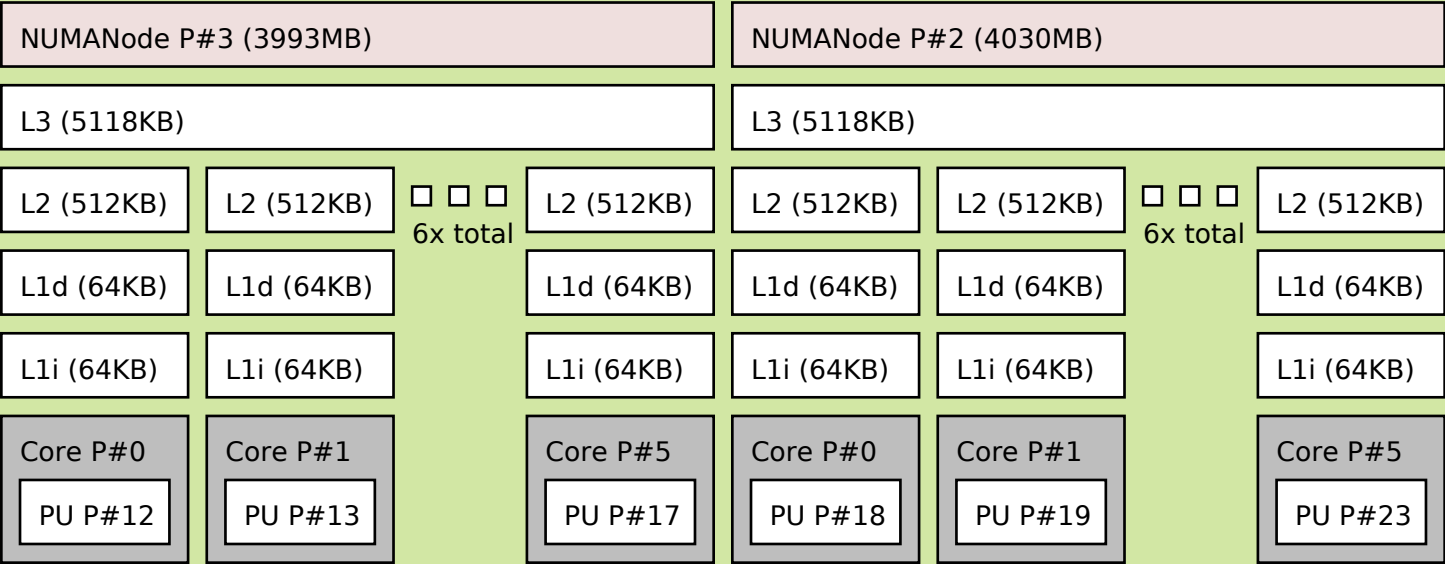 NUMANode P#3 (3993MB) NUMANode P#2 (4030MB)
L3 (5118KB) L3 (5118KB)
L2 (512KB) L2 (512KB) L2 (512KB) L2 (512KB) L2 (512KB) L2 (512KB)
6x total 6x total
L1d (64KB) L1d (64KB) L1d (64KB) L1d (64KB) L1d (64KB) L1d (64KB)
L1i (64KB) L1i (64KB) L1i (64KB) L1i (64KB) L1i (64KB) L1i (64KB)
Core P#0 Core P#1 Core P#5 Core P#0 Core P#1 Core P#5
PU P#12 PU P#13 PU P#17 PU P#18 PU P#19 PU P#23